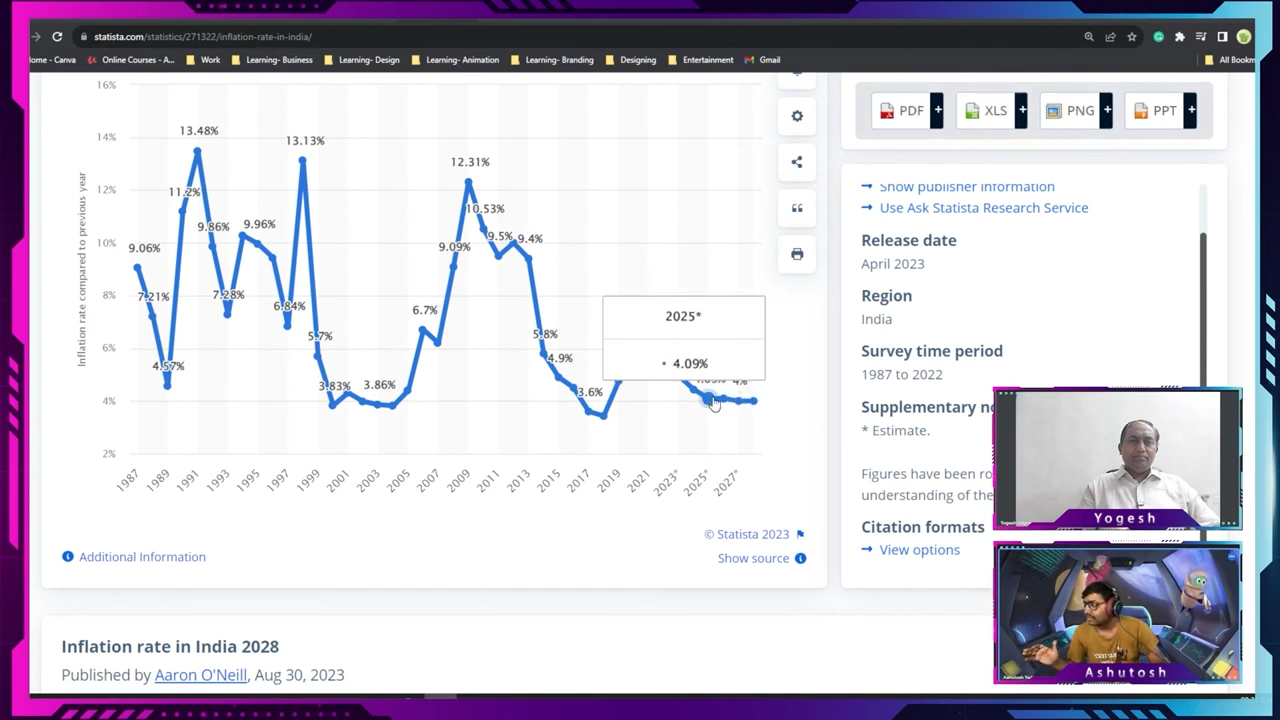 statista.com/statistics/271322/inflation-rate-in-india/
ome - Canva
Online Courses - A...
Work
Learning- Business
Learning- Design
Learning- Animation
Learning- Branding
Designing
Entertainment
Gmail
All Bookm
16%
14%
12%
10%
8%
6%
4%
2%
Inflation rate compared to previous year
9.06%
7.21%
4.57%
11.2%
13.48%
9.86%
7.28%
9.96%
6.84%
13.13%
5.7%
3.83%
3.86%
6.7%
9.09%
12.31%
10.53%
9.5%
9.4%
5.8%
4.9%
3.6%
4%
2025*
4.09%
1987
1989
1991
1993
1995
1997
1999
2001
2003
2005
2007
2009
2011
2013
2015
2017
2019
2021
2023*
2025*
2027*
© Statista 2023
Additional Information
Show source
Inflation rate in India 2028
Published by Aaron O'Neill, Aug 30, 2023
PDF +
XLS +
PNG +
PPT +
Show publisher information
Use Ask Statista Research Service
Release date
April 2023
Region
India
Survey time period
1987 to 2022
Supplementary no
* Estimate.
Figures have been ro
understanding of the
Citation formats
View options
Yogesh
Ashutosh